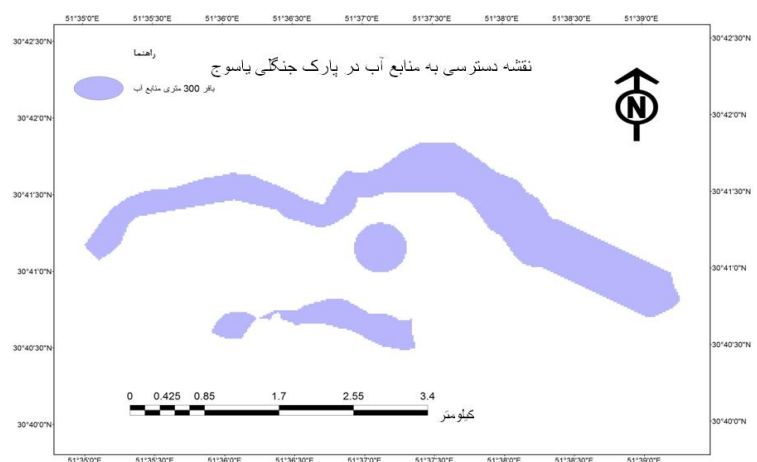 51°35'0"E 51°35'30"E 51°36'0"E 51°36'30"E 51°37'0"E 51°37'30"E 51°38'0"E 51°38'30"E 51°39'0"E
نقشه دسترسی به منابع آب در پارک جنگلی یاسوج
راهنما
بافر 300 متری منابع اب
N
30°42'30"N 30°42'30"N
30°42'0"N 30°42'0"N
30°41'30"N 30°41'30"N
30°41'0"N 30°41'0"N
30°40'30"N 30°40'30"N
30°40'0"N 30°40'0"N
0 0.425 0.85 1.7 2.55 3.4
کیلومتر
51°35'0"E 51°35'30"E 51°36'0"E 51°36'30"E 51°37'0"E 51°37'30"E 51°38'0"E 51°38'30"E 51°39'0"E